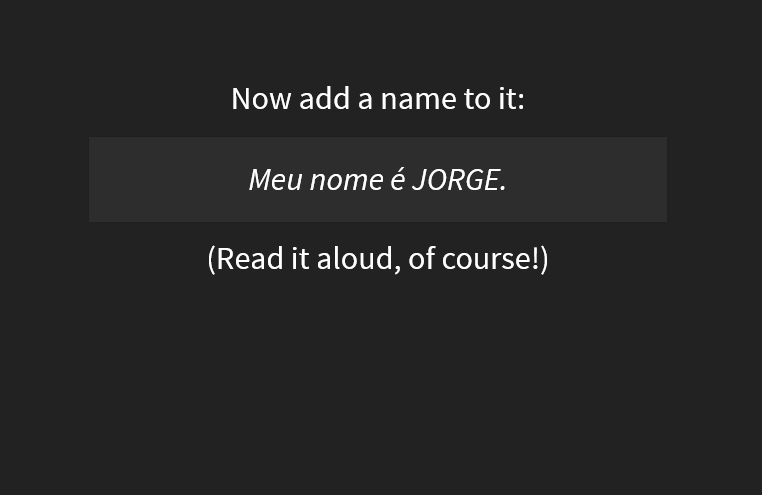 Now add a name to it:
Meu nome é JORGE.
(Read it aloud, of course!)